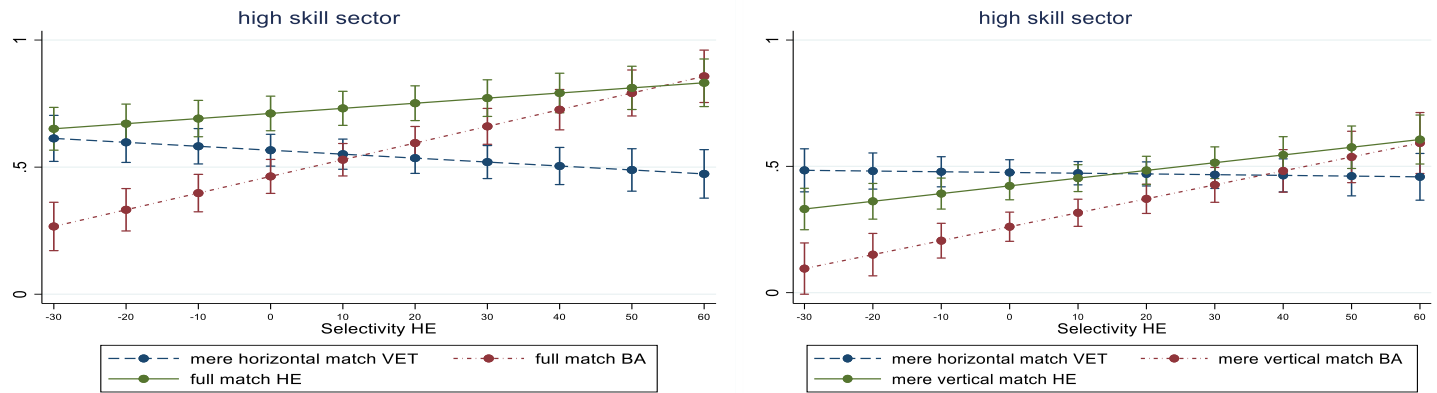 high skill sector
1
.5
0
-30 -20 -10 0 10 20 30 40 50 60
Selectivity HE
mere horizontal match VET full match BA
full match HE
high skill sector
1
.5
0
-30 -20 -10 0 10 20 30 40 50 60
Selectivity HE
mere horizontal match VET mere vertical match BA
mere vertical match HE